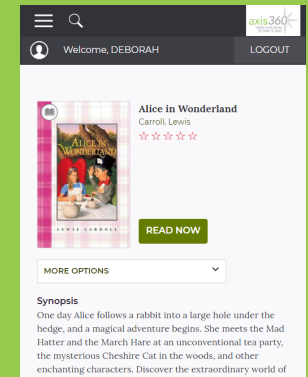 axis360
Welcome, DEBORAH
LOGOUT
Alice in Wonderland
Carroll, Lewis
ALICE IN
WONDERLAND
LEWIS CARROLL
READ NOW
MORE OPTIONS
Synopsis
One day Alice follows a rabbit into a large hole under the
hedge, and a magical adventure begins. She meets the Mad
Hatter and the March Hare at an unconventional tea party,
the mysterious Cheshire Cat in the woods, and other
enchanting characters. Discover the extraordinary world of